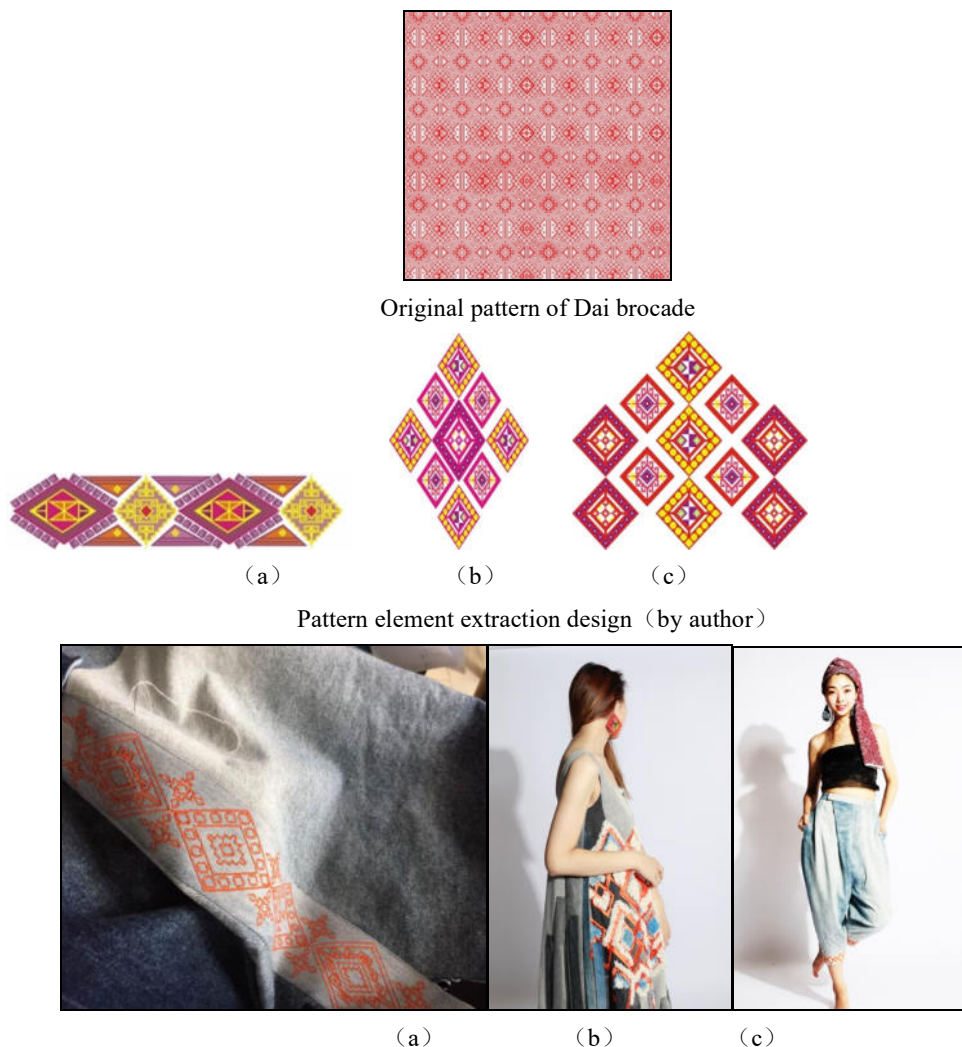 Original pattern of Dai brocade
（a） （b） （c）
Pattern element extraction design（by author）
（a） （b） （c）